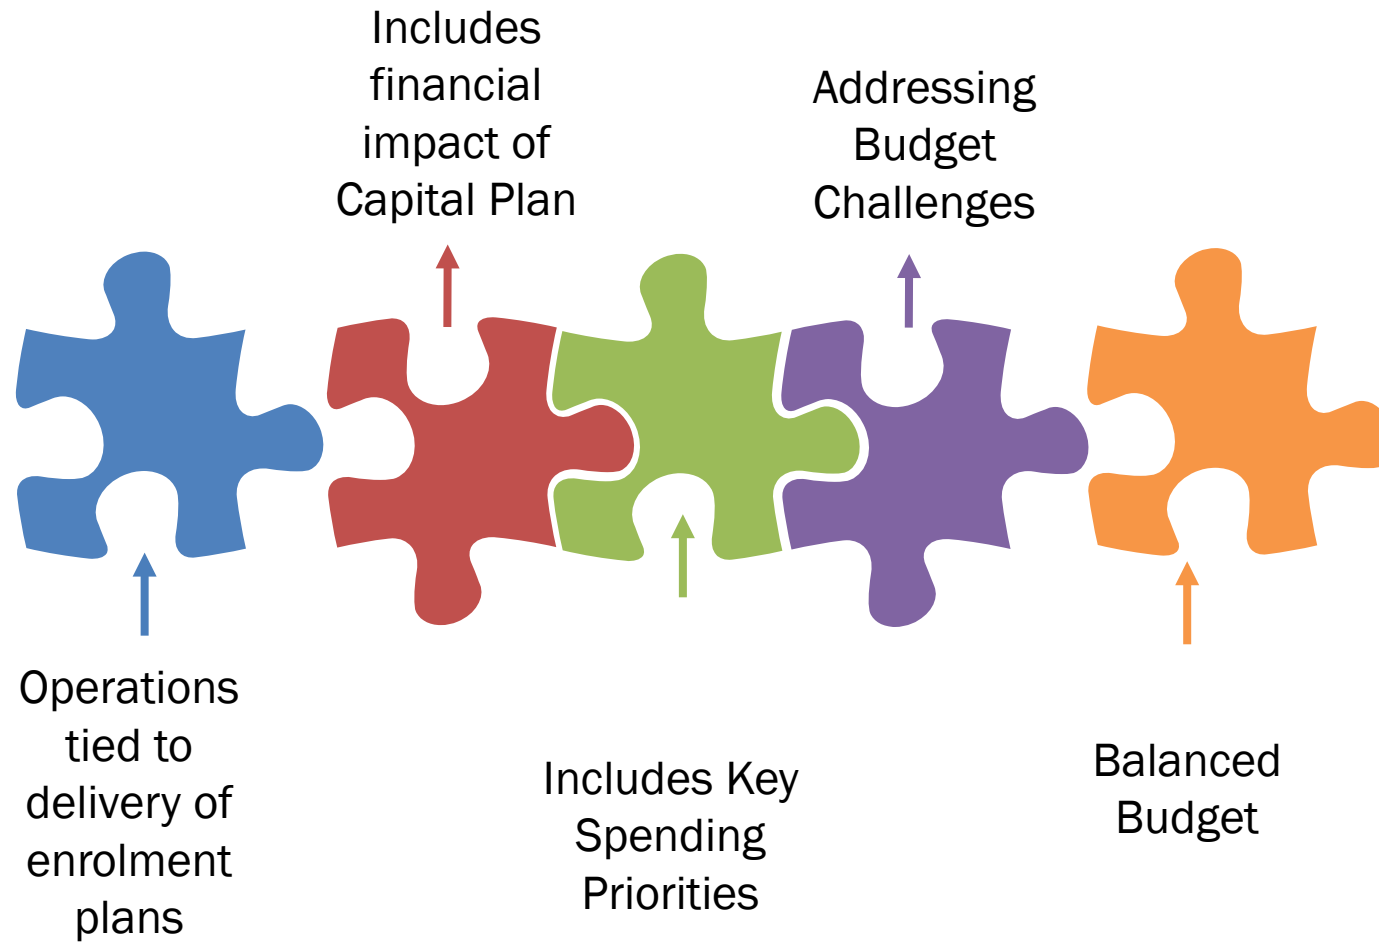 Includes
financial
impact of
Capital Plan
Addressing
Budget
Challenges
Operations
tied to
delivery of
enrolment
plans
Includes Key
Spending
Priorities
Balanced
Budget